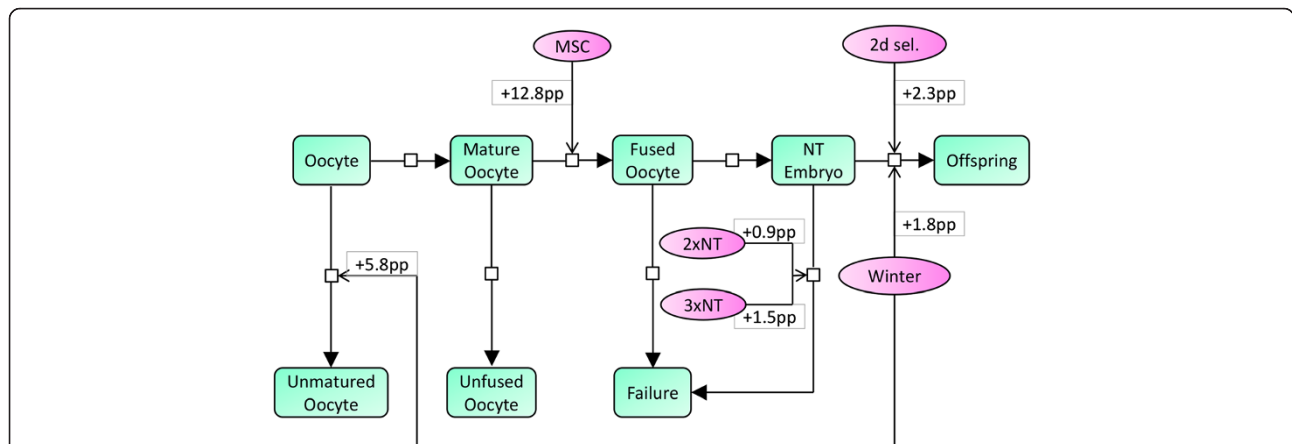 MSC
2d sel.
+12.8pp
+2.3pp
Oocyte
Mature
Oocyte
Fused
Oocyte
NT
Embryo
Offspring
+0.9pp
+1.8pp
2xNT
+5.8pp
Winter
3xNT
+1.5pp
Unmatured
Oocyte
Unfused
Oocyte
Failure